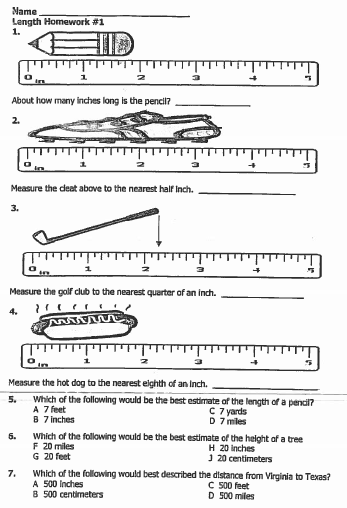 Name
Length Homework #1
1.
0 in 1 2 3 4 5
About how many inches long is the pencil?
2.
0 in 1 2 3 4 5
Measure the cleat above to the nearest half inch.
3.
0 in 1 2 3 4 5
Measure the golf club to the nearest quarter of an inch.
4.
0 in 1 2 3 4 5
Measure the hot dog to the nearest eighth of an inch.
5. Which of the following would be the best estimate of the length of a pencil?
A 7 feet C 7 yards
B 7 inches D 7 miles
6. Which of the following would be the best estimate of the height of a tree
F 20 miles H 20 inches
G 20 feet J 20 centimeters
7. Which of the following would best described the distance from Virginia to Texas?
A 500 inches C 500 feet
B 500 centimeters D 500 miles